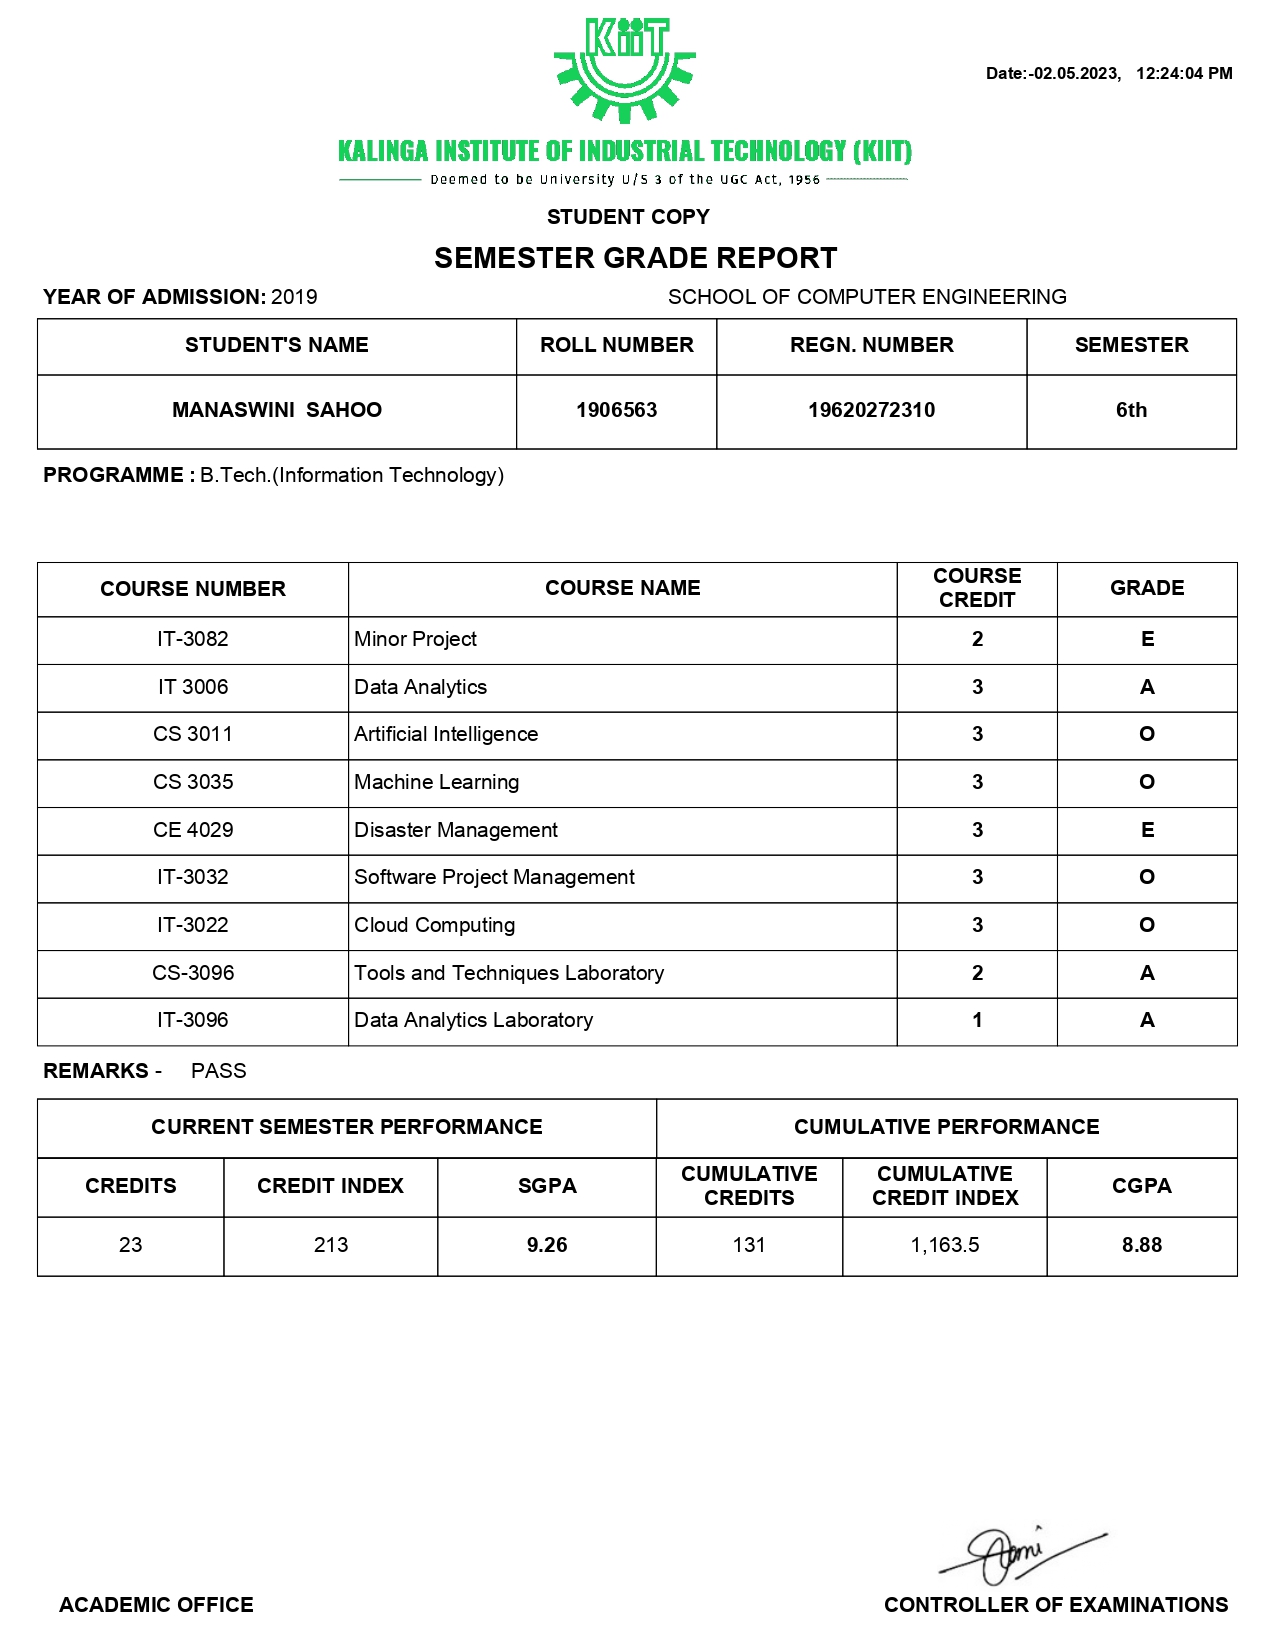 KiiT
Date:-02.05.2023, 12:24:04 PM
KALINGA INSTITUTE OF INDUSTRIAL TECHNOLOGY (KIIT)
Deemed to be University U/S 3 of the UGC Act, 1956
STUDENT COPY
SEMESTER GRADE REPORT
YEAR OF ADMISSION: 2019 SCHOOL OF COMPUTER ENGINEERING
STUDENT'S NAME ROLL NUMBER REGN. NUMBER SEMESTER
MANASWINI SAHOO 1906563 19620272310 6th
PROGRAMME : B.Tech.(Information Technology)
COURSE NUMBER COURSE NAME COURSE CREDIT GRADE
IT-3082 Minor Project 2 E
IT 3006 Data Analytics 3 A
CS 3011 Artificial Intelligence 3 O
CS 3035 Machine Learning 3 O
CE 4029 Disaster Management 3 E
IT-3032 Software Project Management 3 O
IT-3022 Cloud Computing 3 O
CS-3096 Tools and Techniques Laboratory 2 A
IT-3096 Data Analytics Laboratory 1 A
REMARKS - PASS
CURRENT SEMESTER PERFORMANCE CUMULATIVE PERFORMANCE
CREDITS CREDIT INDEX SGPA CUMULATIVE CREDITS CUMULATIVE CREDIT INDEX CGPA
23 213 9.26 131 1,163.5 8.88
ACADEMIC OFFICE CONTROLLER OF EXAMINATIONS